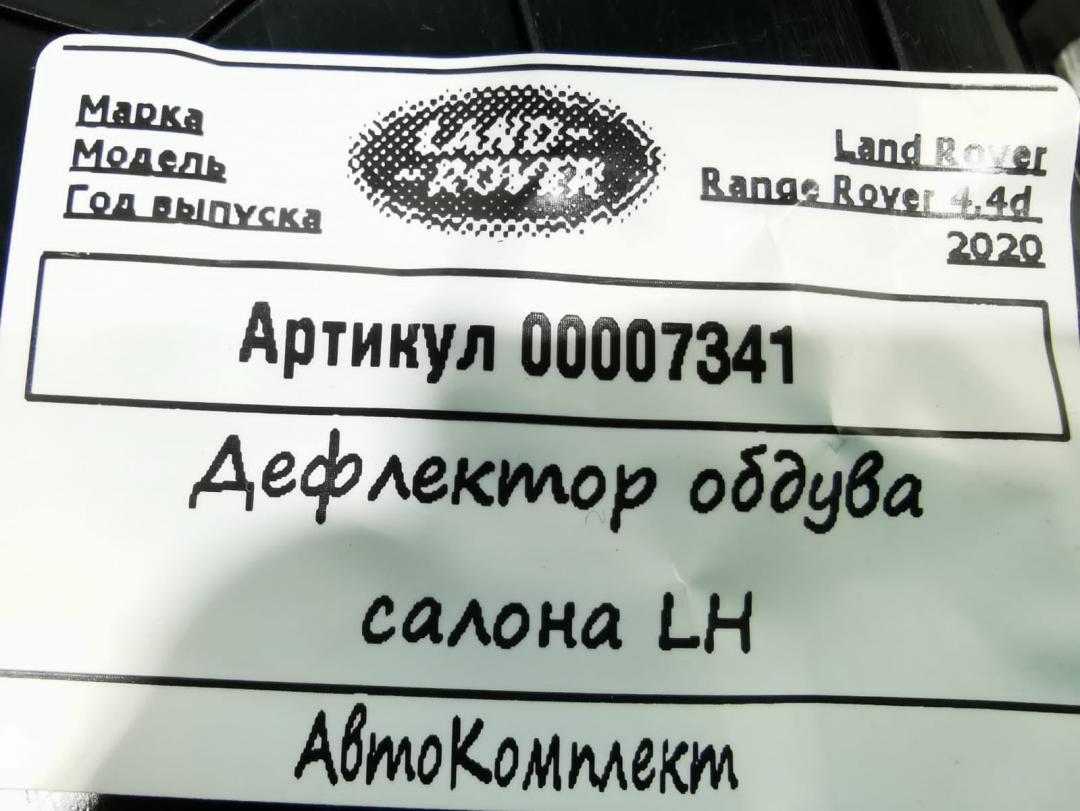 Марка
Модель
Год выпуска
LAND-
-ROVER
Land Rover
Range Rover 4.4d
2020
Артикул 00007341
Дефлектор обдува
салона LH
АвтоКомплект